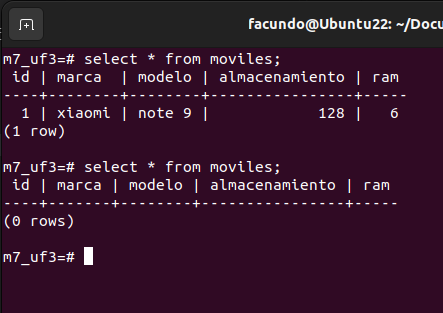 facundo@Ubuntu22: ~/Docu
m7_uf3=# select * from moviles;
 id | marca  | modelo | almacenamiento | ram
----+--------+--------+----------------+-----
  1 | xiaomi | note 9 |            128 |   6
(1 row)

m7_uf3=# select * from moviles;
 id | marca | modelo | almacenamiento | ram
----+-------+--------+----------------+-----
(0 rows)

m7_uf3=#